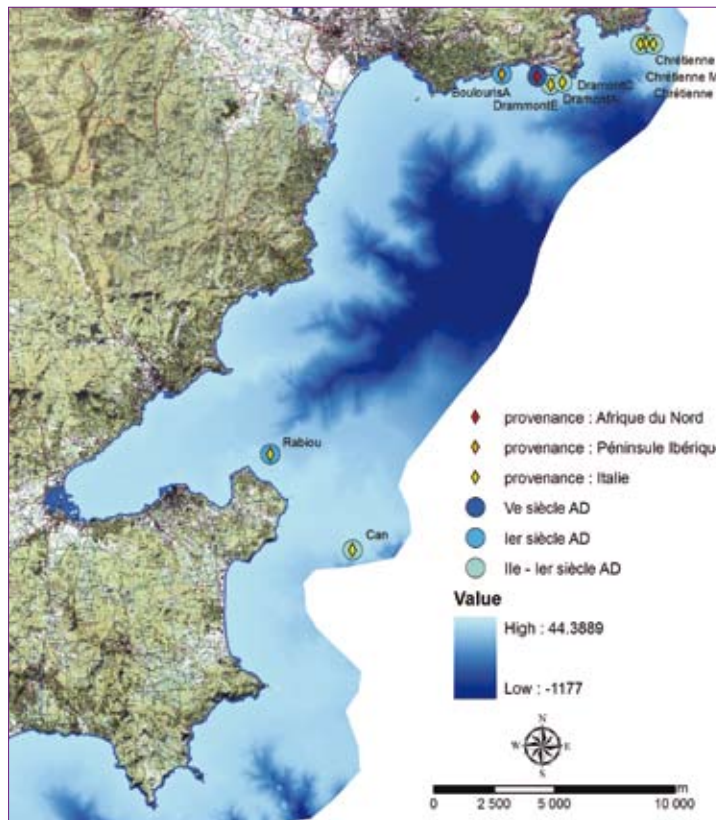 Chrétienne
Chrétienne M
Chrétienne
BoulourisA
DramontC
DramontA
DrammontE
Rabiou
Can
provenance : Afrique du Nord
provenance : Péninsule Ibérique
provenance : Italie
Ve siècle AD
Ier siècle AD
IIe - Ier siècle AD
Value
High : 44.3889
Low : -1177
N
W
E
S
m
0
2 500
5 000
10 000